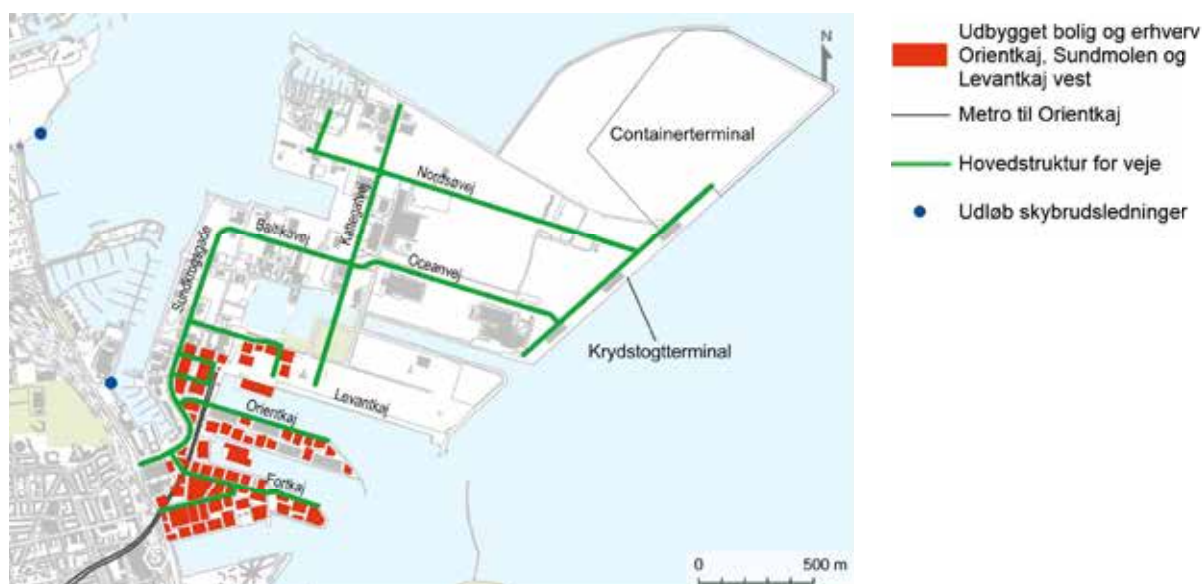 N
Containerterminal
Nordsøvej
Kattegatvej
Baltikavej
Sundkrogsgade
Oceanvej
Krydstogtterminal
Levantkaj
Orientkaj
Fortkaj
0 500 m
Udbygget bolig og erhverv
Orientkaj, Sundmolen og
Levantkaj vest
Metro til Orientkaj
Hovedstruktur for veje
Udløb skybrudsledninger